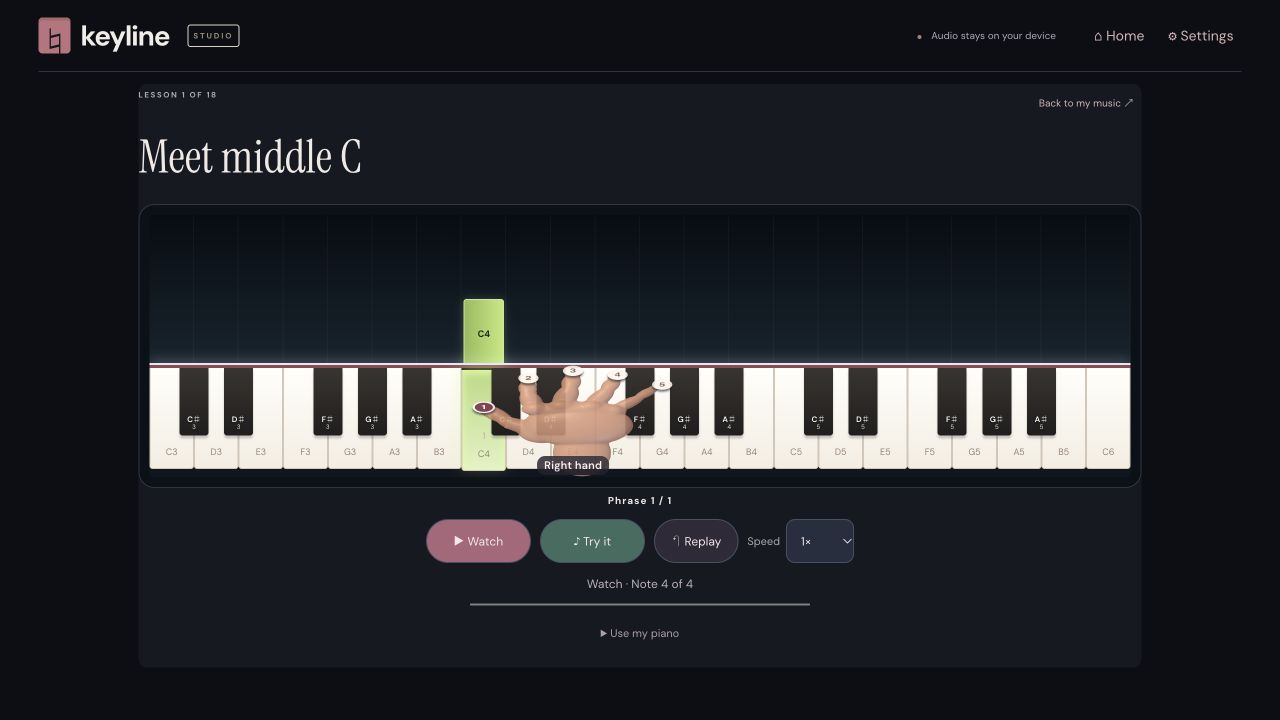 keyline STUDIO
Audio stays on your device
⌂ Home
⚙ Settings
LESSON 1 OF 18
Back to my music ↗
Meet middle C
C4
1 2 3 4 5
C♯ 3 D♯ 3 F♯ 3 G♯ 3 A♯ 3 F♯ 4 G♯ 4 A♯ 4 C♯ 5 D♯ 5 F♯ 5 G♯ 5 A♯ 5
1
C3 D3 E3 F3 G3 A3 B3 C4 D4 F4 G4 A4 B4 C5 D5 E5 F5 G5 A5 B5 C6
Right hand
Phrase 1 / 1
▶ Watch
♪ Try it
Replay
Speed
1×
Watch · Note 4 of 4
▶ Use my piano